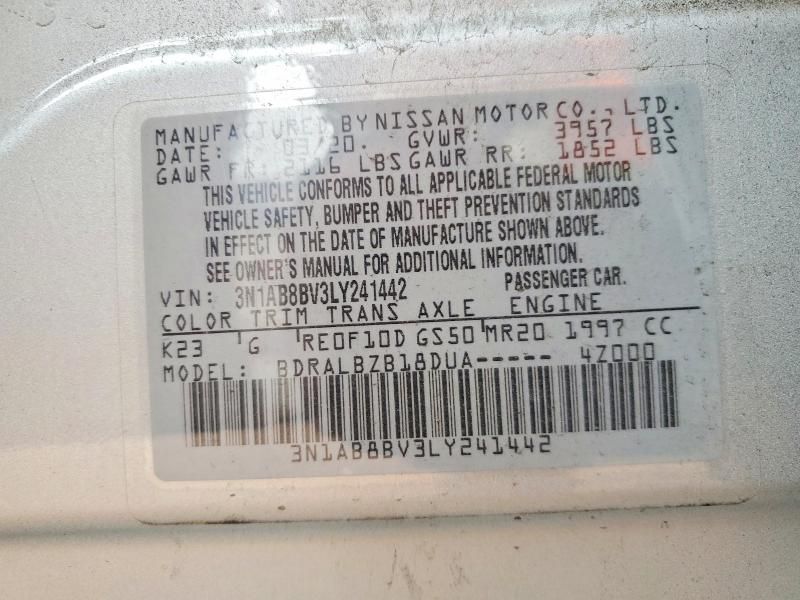 MANUFACTURED BY NISSAN MOTOR CO., LTD.
DATE: 03/20. GVWR: 3957 LBS
GAWR FR: 2116 LBS GAWR RR: 1852 LBS
THIS VEHICLE CONFORMS TO ALL APPLICABLE FEDERAL MOTOR
VEHICLE SAFETY, BUMPER AND THEFT PREVENTION STANDARDS
IN EFFECT ON THE DATE OF MANUFACTURE SHOWN ABOVE.
SEE OWNER'S MANUAL FOR ADDITIONAL INFORMATION.
VIN: 3N1AB8BV3LY241442 PASSENGER CAR.
COLOR TRIM TRANS AXLE ENGINE
K23 G RE0F10D GS50 MR20 1997 CC
MODEL: BDRALBZB18DUA----- 4Z000
3N1AB8BV3LY241442